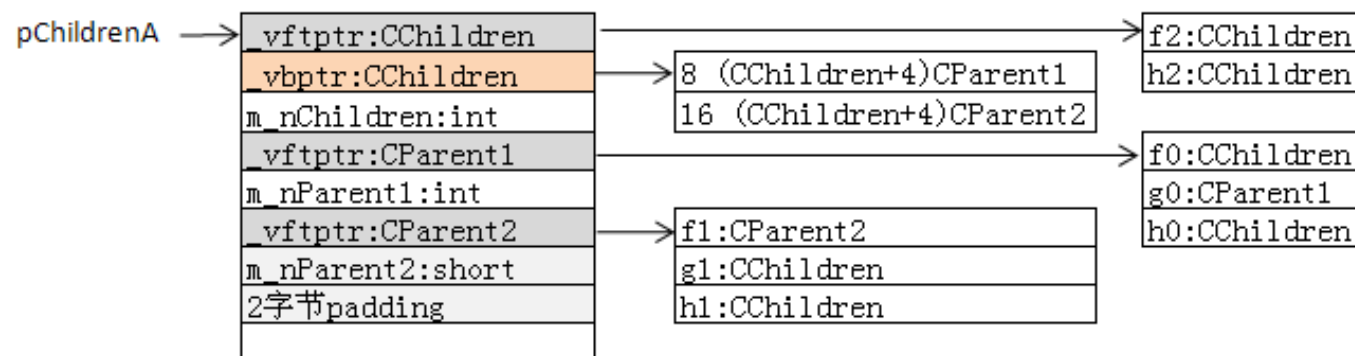 pChildrenA
_vftptr:CChildren
_vbptr:CChildren
m_nChildren:int
_vftptr:CParent1
m_nParent1:int
_vftptr:CParent2
m_nParent2:short
2字节padding
8 (CChildren+4)CParent1
16 (CChildren+4)CParent2
f1:CParent2
g1:CChildren
h1:CChildren
f2:CChildren
h2:CChildren
f0:CChildren
g0:CParent1
h0:CChildren